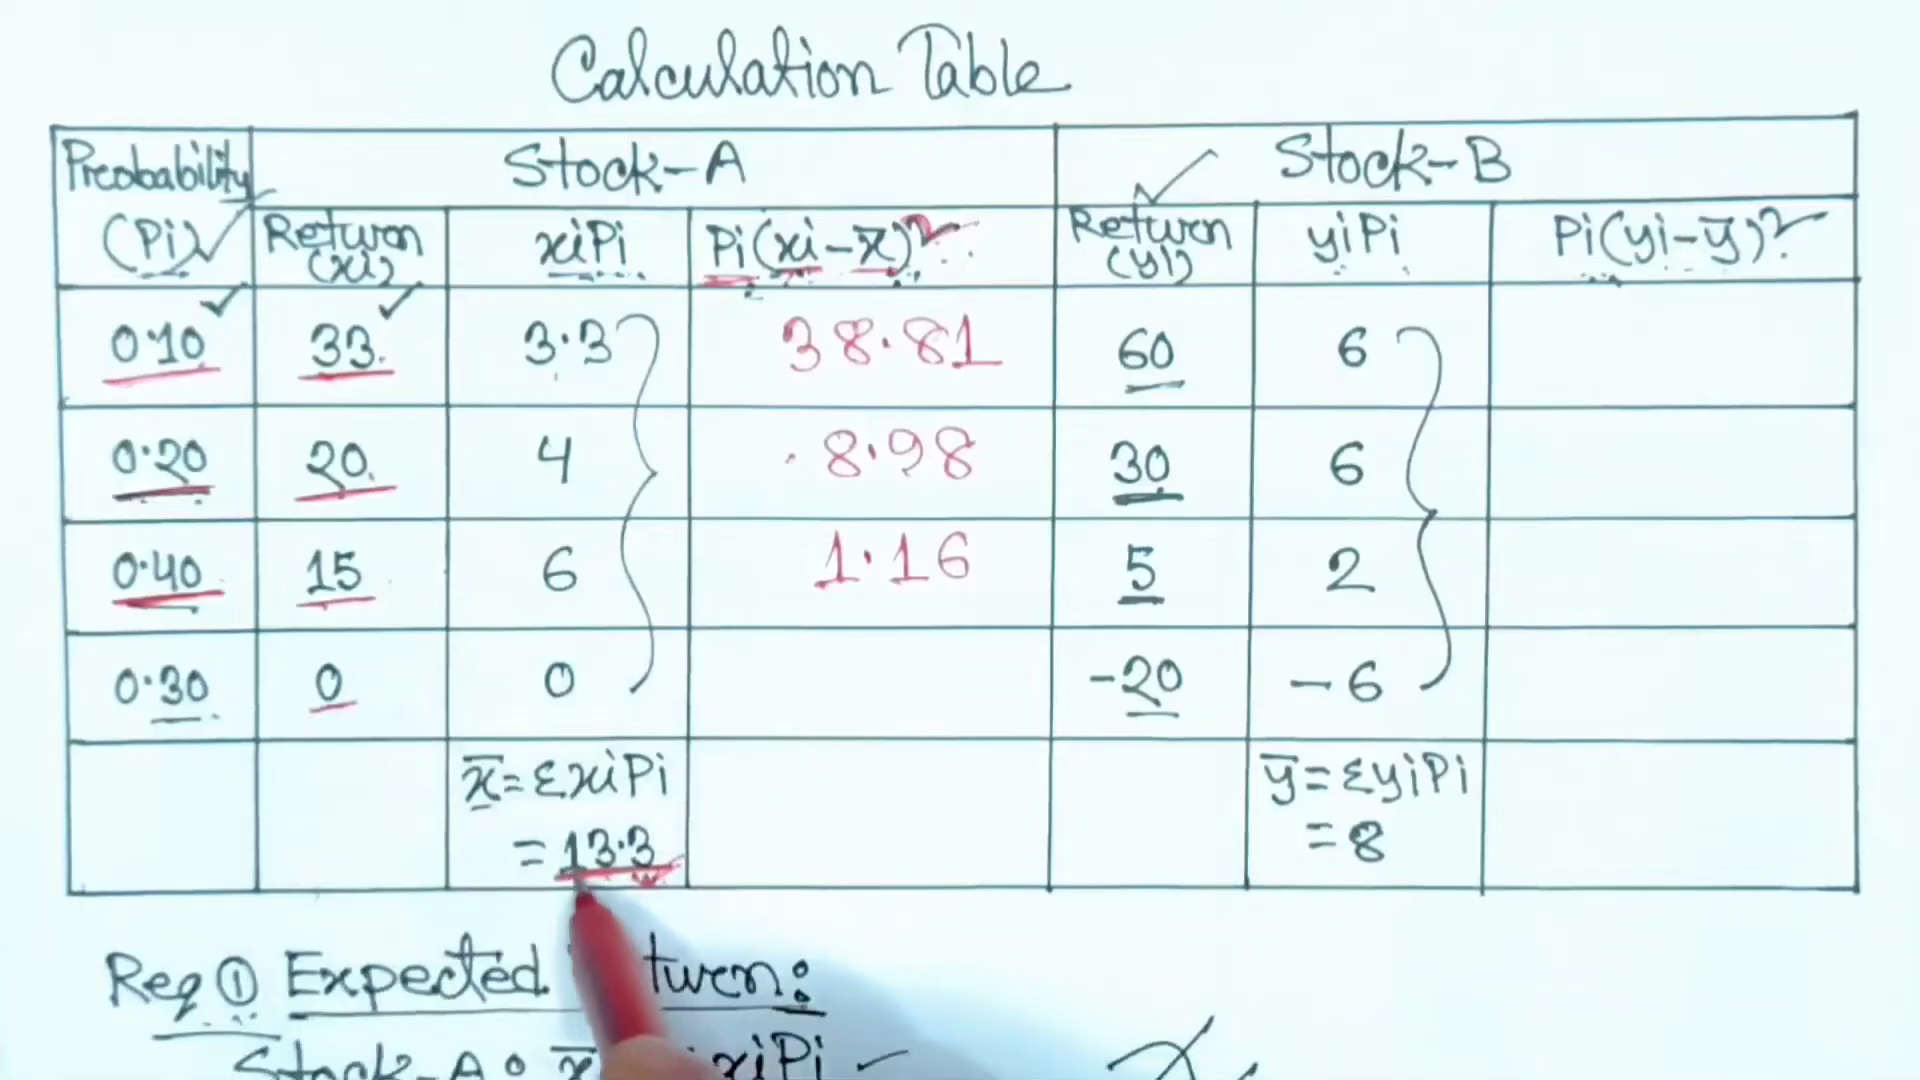 Calculation Table
Probability (Pi) Stock-A Stock-B
Return (xi) xiPi Pi(xi-x̅)² Return (yi) yiPi Pi(yi-y̅)²
0.10 33 3.3 38.81 60 6
0.20 20 4 8.98 30 6
0.40 15 6 1.16 5 2
0.30 0 0 -20 -6
x̅ = Σxipi y̅ = Σyipi
= 13.3 = 8
Req ① Expected
Stock-A: x̅ xiPi